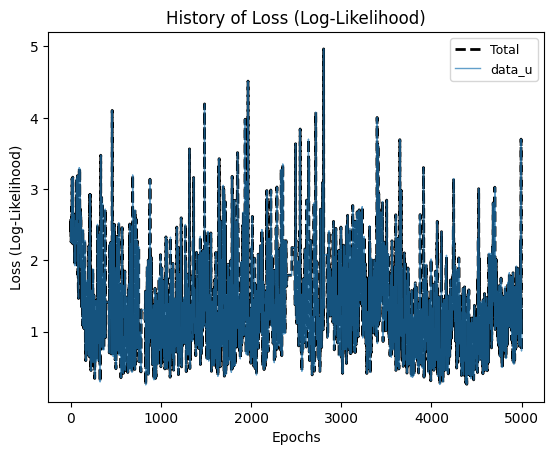 History of Loss (Log-Likelihood)
Total
data_u
Loss (Log-Likelihood)
5
4
3
2
1
0
1000
2000
3000
4000
5000
Epochs